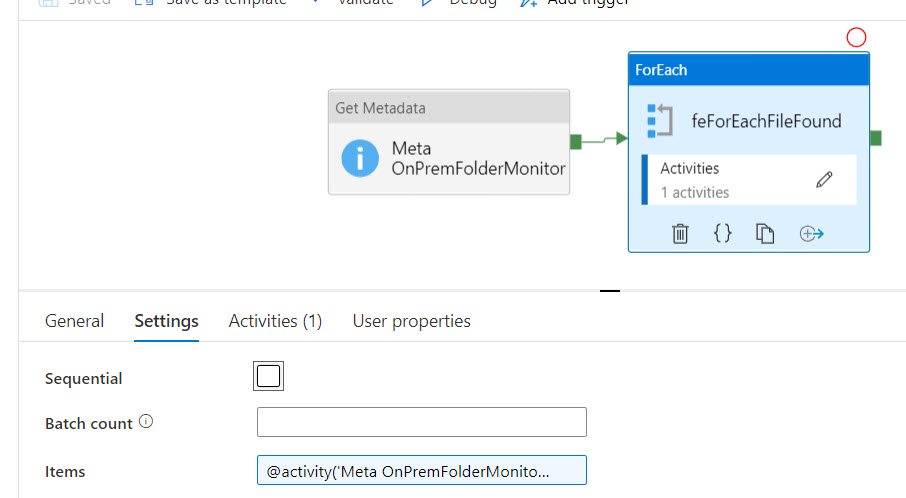 Saved Save as template Validate Debug Add trigger
ForEach
Get Metadata
feForEachFileFound
Meta
OnPremFolderMonitor
Activities
1 activities
General Settings Activities (1) User properties
Sequential
Batch count
Items @activity('Meta OnPremFolderMonito...